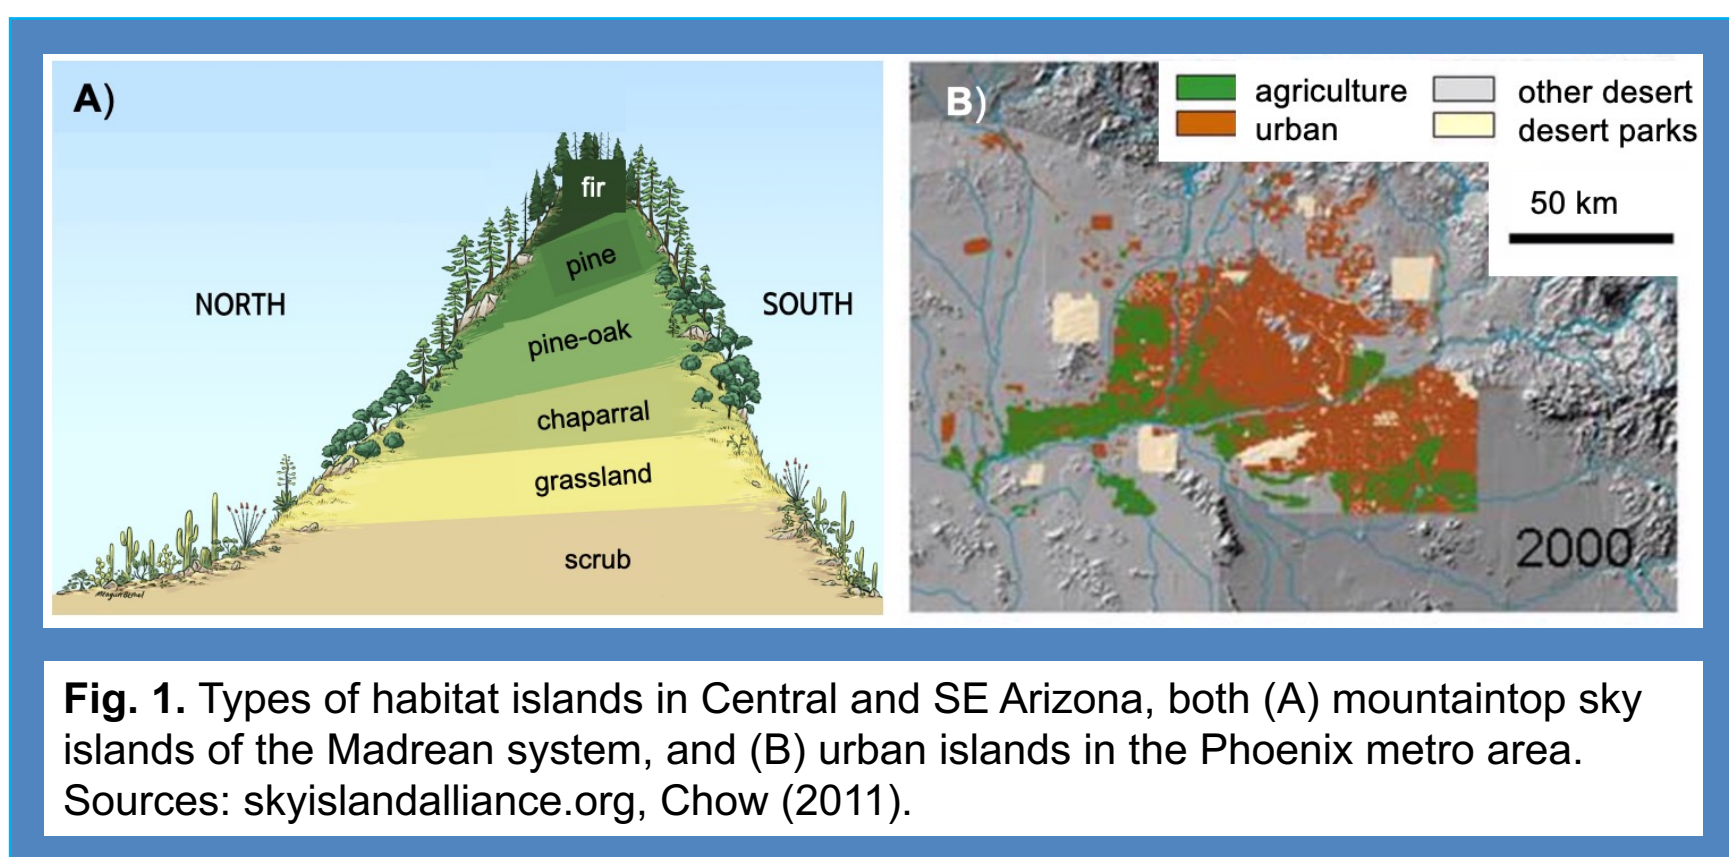 A)
fir
pine
NORTH
SOUTH
pine-oak
chaparral
grassland
scrub
B)
agriculture
other desert
urban
desert parks
50 km
2000
Fig. 1. Types of habitat islands in Central and SE Arizona, both (A) mountaintop sky
islands of the Madrean system, and (B) urban islands in the Phoenix metro area.
Sources: skyislandalliance.org, Chow (2011).